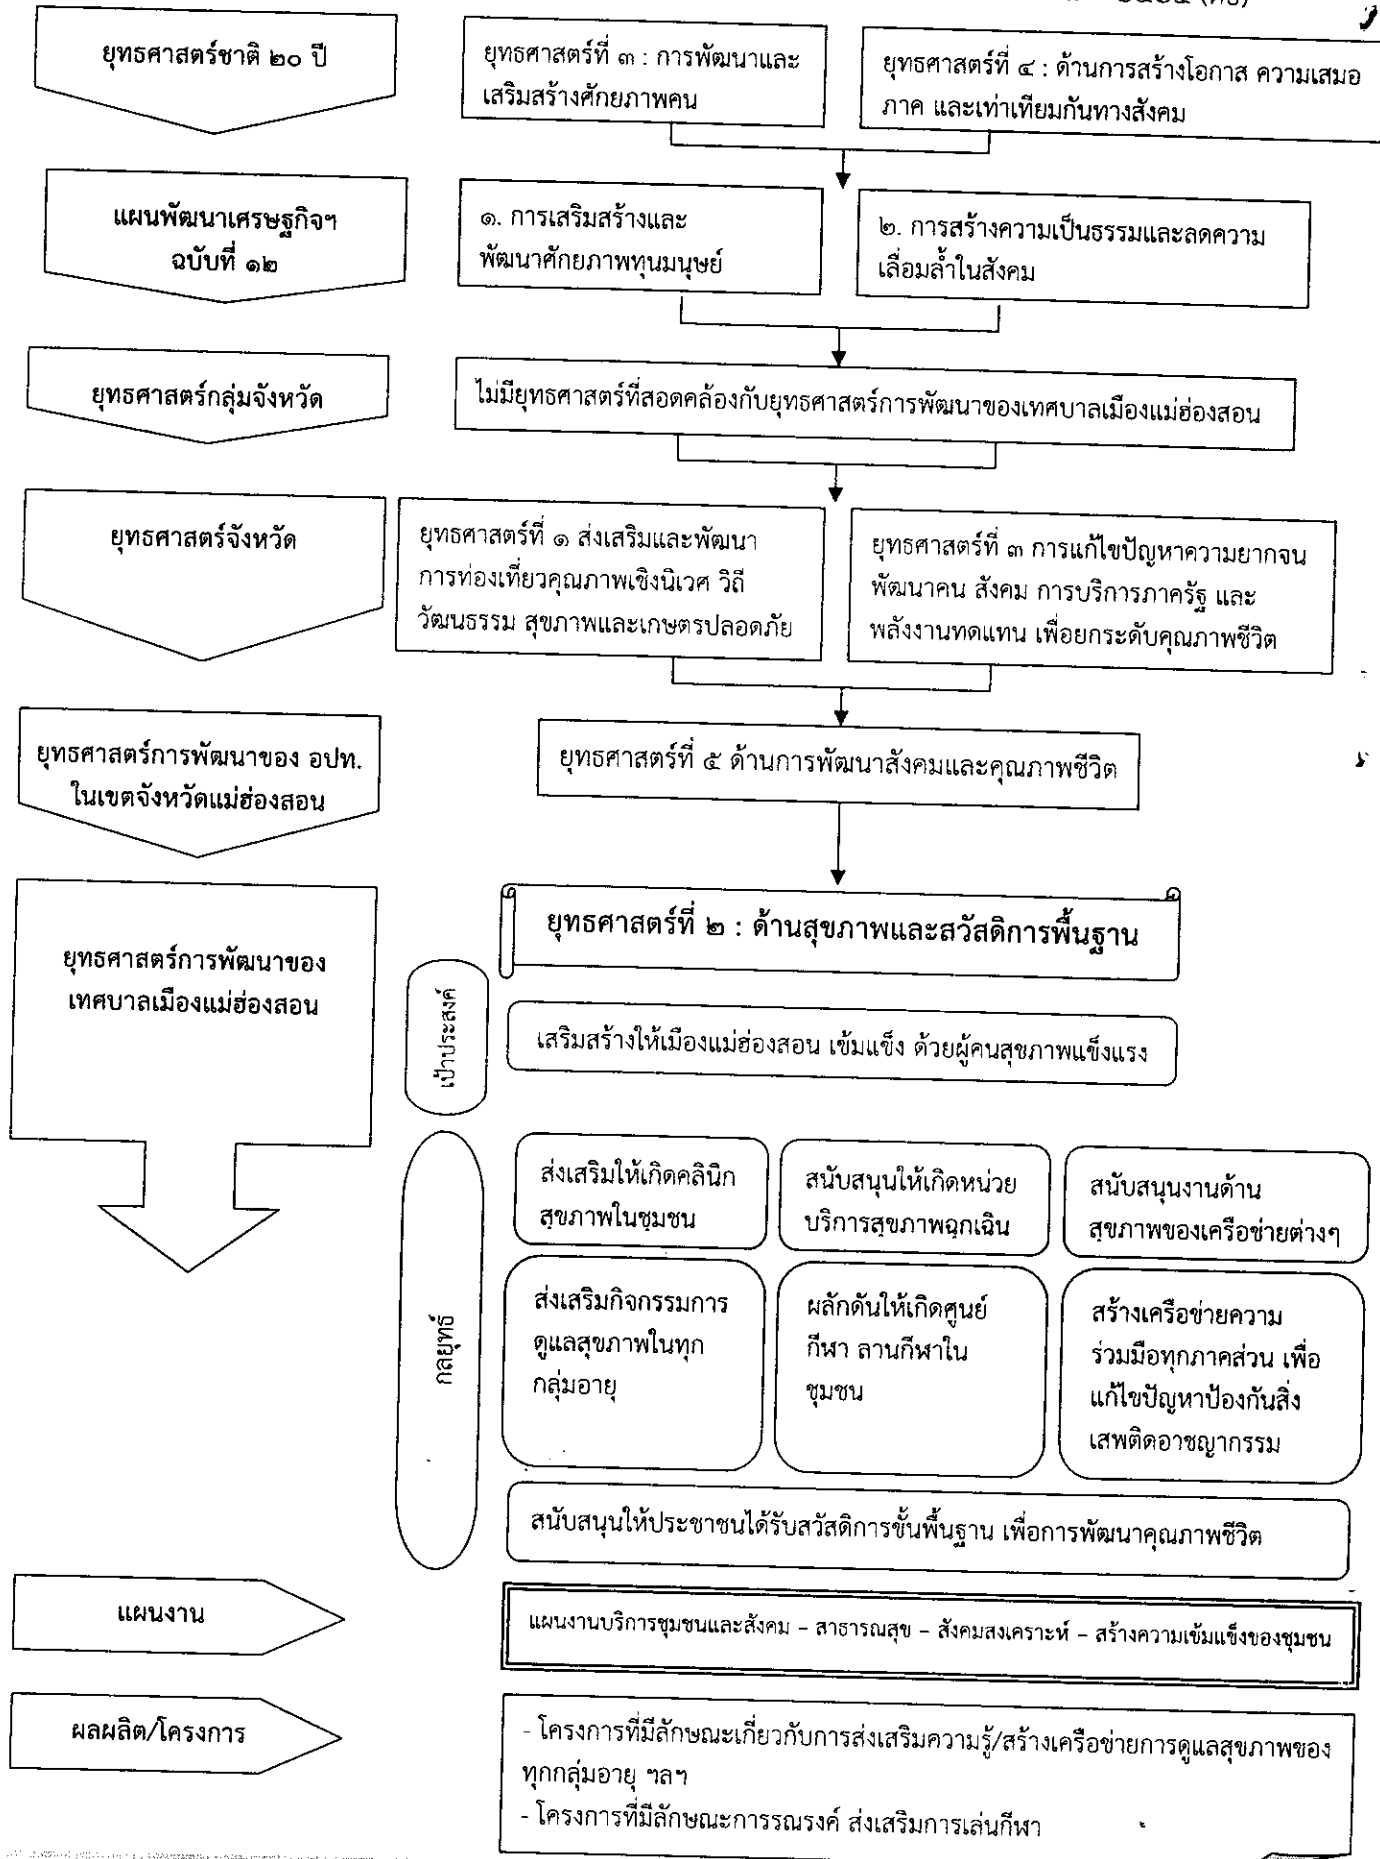 ยุทธศาสตร์ชาติ ๒๐ ปี
ยุทธศาสตร์ที่ ๓ : การพัฒนาและ
เสริมสร้างศักยภาพคน
ยุทธศาสตร์ที่ ๔ : ด้านการสร้างโอกาส ความเสมอ
ภาค และเท่าเทียมกันทางสังคม
แผนพัฒนาเศรษฐกิจฯ
ฉบับที่ ๑๒
๑. การเสริมสร้างและ
พัฒนาศักยภาพทุนมนุษย์
๒. การสร้างความเป็นธรรมและลดความ
เลื่อมล้ำในสังคม
ยุทธศาสตร์กลุ่มจังหวัด
ไม่มียุทธศาสตร์ที่สอดคล้องกับยุทธศาสตร์การพัฒนาของเทศบาลเมืองแม่ฮ่องสอน
ยุทธศาสตร์จังหวัด
ยุทธศาสตร์ที่ ๑ ส่งเสริมและพัฒนา
การท่องเที่ยวคุณภาพเชิงนิเวศ วิถี
วัฒนธรรม สุขภาพและเกษตรปลอดภัย
ยุทธศาสตร์ที่ ๓ การแก้ไขปัญหาความยากจน
พัฒนาคน สังคม การบริการภาครัฐ และ
พลังงานทดแทน เพื่อยกระดับคุณภาพชีวิต
ยุทธศาสตร์การพัฒนาของ อปท.
ในเขตจังหวัดแม่ฮ่องสอน
ยุทธศาสตร์ที่ ๕ ด้านการพัฒนาสังคมและคุณภาพชีวิต
ยุทธศาสตร์การพัฒนาของ
เทศบาลเมืองแม่ฮ่องสอน
ยุทธศาสตร์ที่ ๒ : ด้านสุขภาพและสวัสดิการพื้นฐาน
เป้าประสงค์
เสริมสร้างให้เมืองแม่ฮ่องสอน เข้มแข็ง ด้วยผู้คนสุขภาพแข็งแรง
กลยุทธ์
ส่งเสริมให้เกิดคลินิก
สุขภาพในชุมชน
สนับสนุนให้เกิดหน่วย
บริการสุขภาพฉุกเฉิน
สนับสนุนงานด้าน
สุขภาพของเครือข่ายต่างๆ
ส่งเสริมกิจกรรมการ
ดูแลสุขภาพในทุก
กลุ่มอายุ
ผลักดันให้เกิดศูนย์
กีฬา ลานกีฬาใน
ชุมชน
สร้างเครือข่ายความ
ร่วมมือทุกภาคส่วน เพื่อ
แก้ไขปัญหาป้องกันสิ่ง
เสพติดอาชญากรรม
สนับสนุนให้ประชาชนได้รับสวัสดิการขั้นพื้นฐาน เพื่อการพัฒนาคุณภาพชีวิต
แผนงาน
แผนงานบริการชุมชนและสังคม – สาธารณสุข – สังคมสงเคราะห์ – สร้างความเข้มแข็งของชุมชน
ผลผลิต/โครงการ
- โครงการที่มีลักษณะเกี่ยวกับการส่งเสริมความรู้/สร้างเครือข่ายการดูแลสุขภาพของ
ทุกกลุ่มอายุ ฯลฯ
- โครงการที่มีลักษณะการรณรงค์ ส่งเสริมการเล่นกีฬา